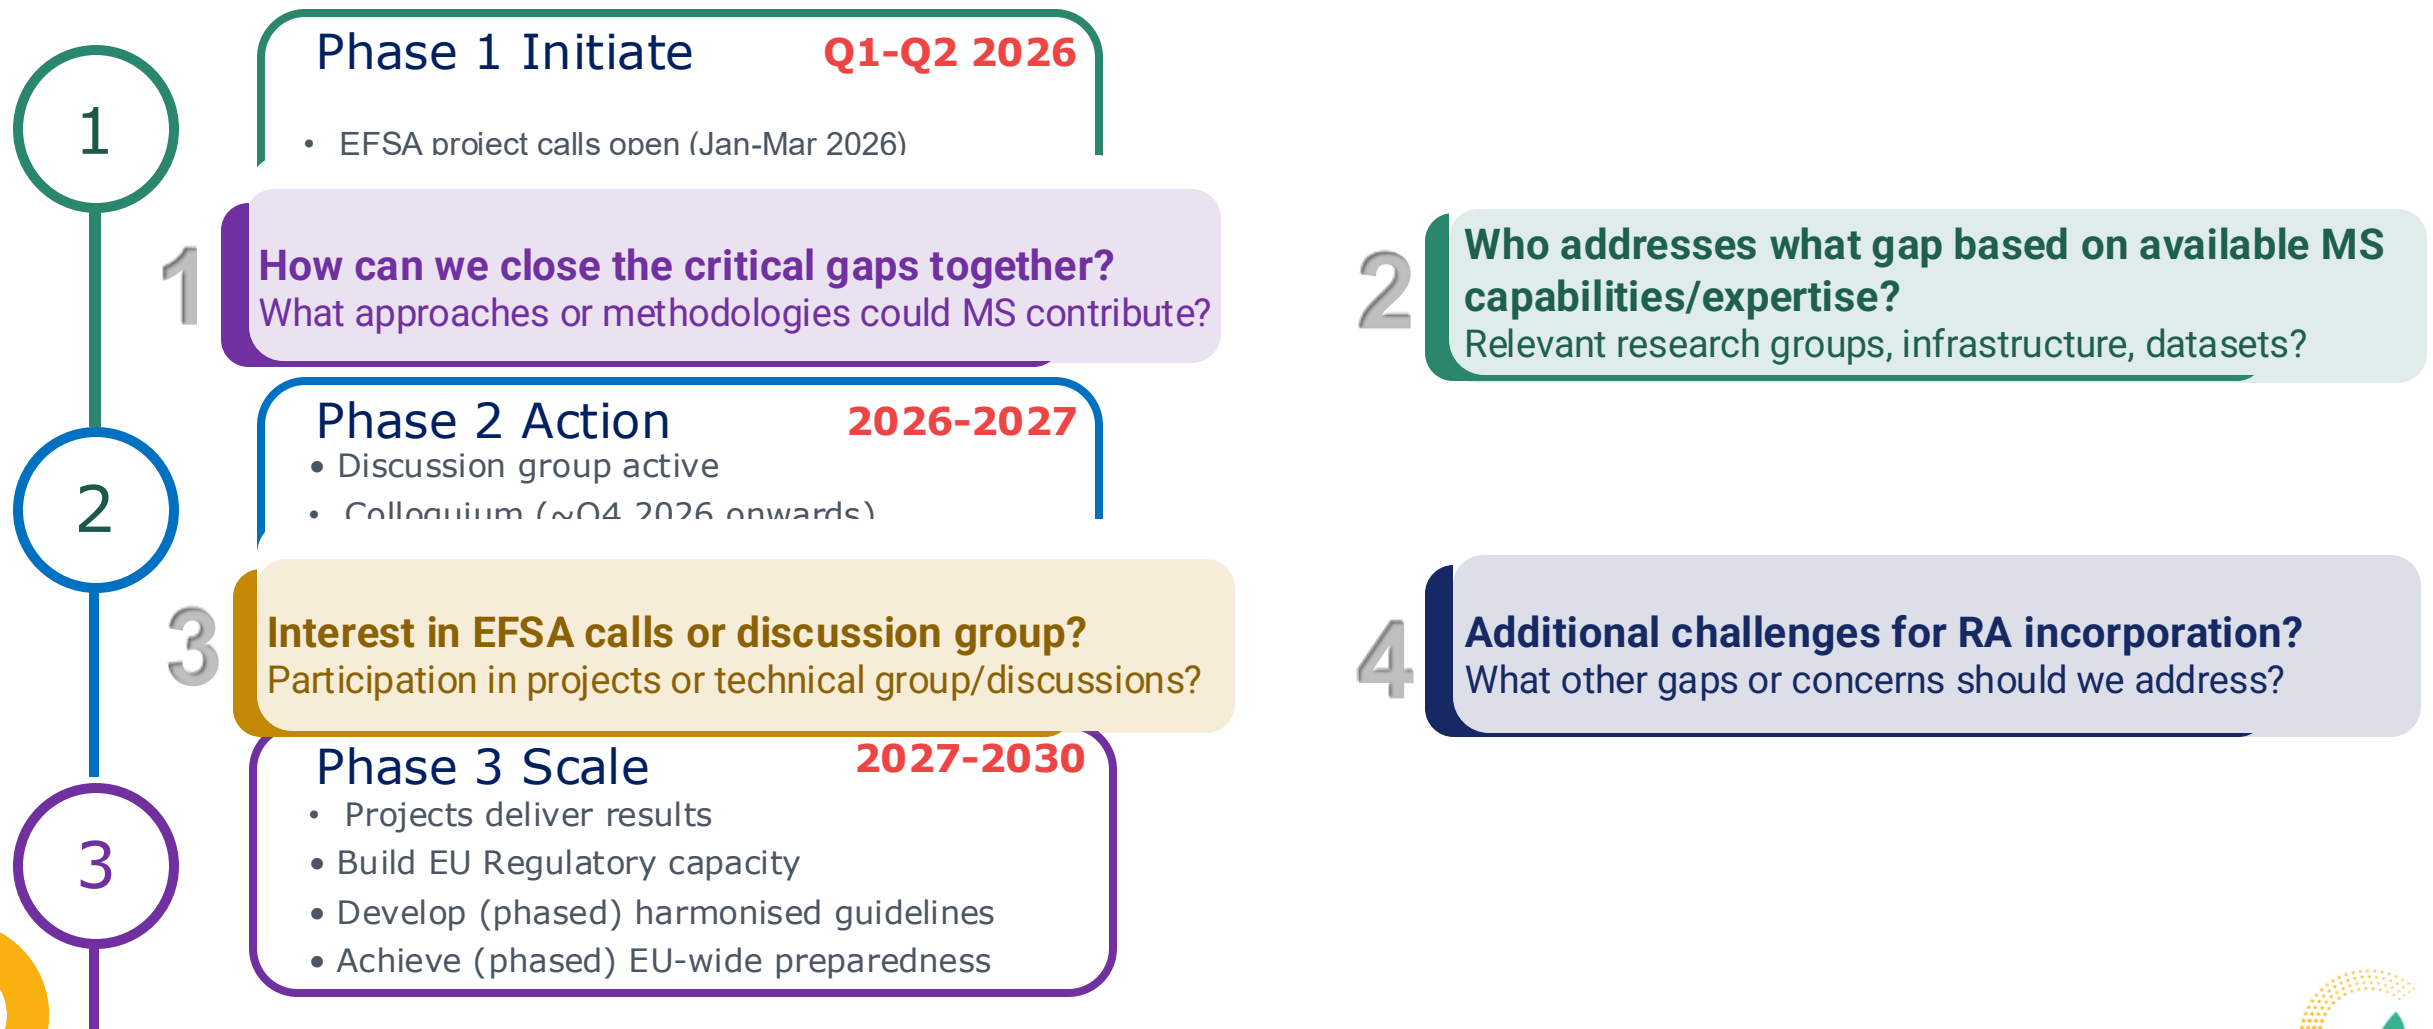 1
Phase 1 Initiate
Q1-Q2 2026
• EFSA project calls open (Jan-Mar 2026)
1
How can we close the critical gaps together?
What approaches or methodologies could MS contribute?
2
Who addresses what gap based on available MS
capabilities/expertise?
Relevant research groups, infrastructure, datasets?
2
Phase 2 Action
2026-2027
• Discussion group active
• Colloquium (~Q4 2026 onwards)
3
Interest in EFSA calls or discussion group?
Participation in projects or technical group/discussions?
4
Additional challenges for RA incorporation?
What other gaps or concerns should we address?
3
Phase 3 Scale
2027-2030
• Projects deliver results
• Build EU Regulatory capacity
• Develop (phased) harmonised guidelines
• Achieve (phased) EU-wide preparedness